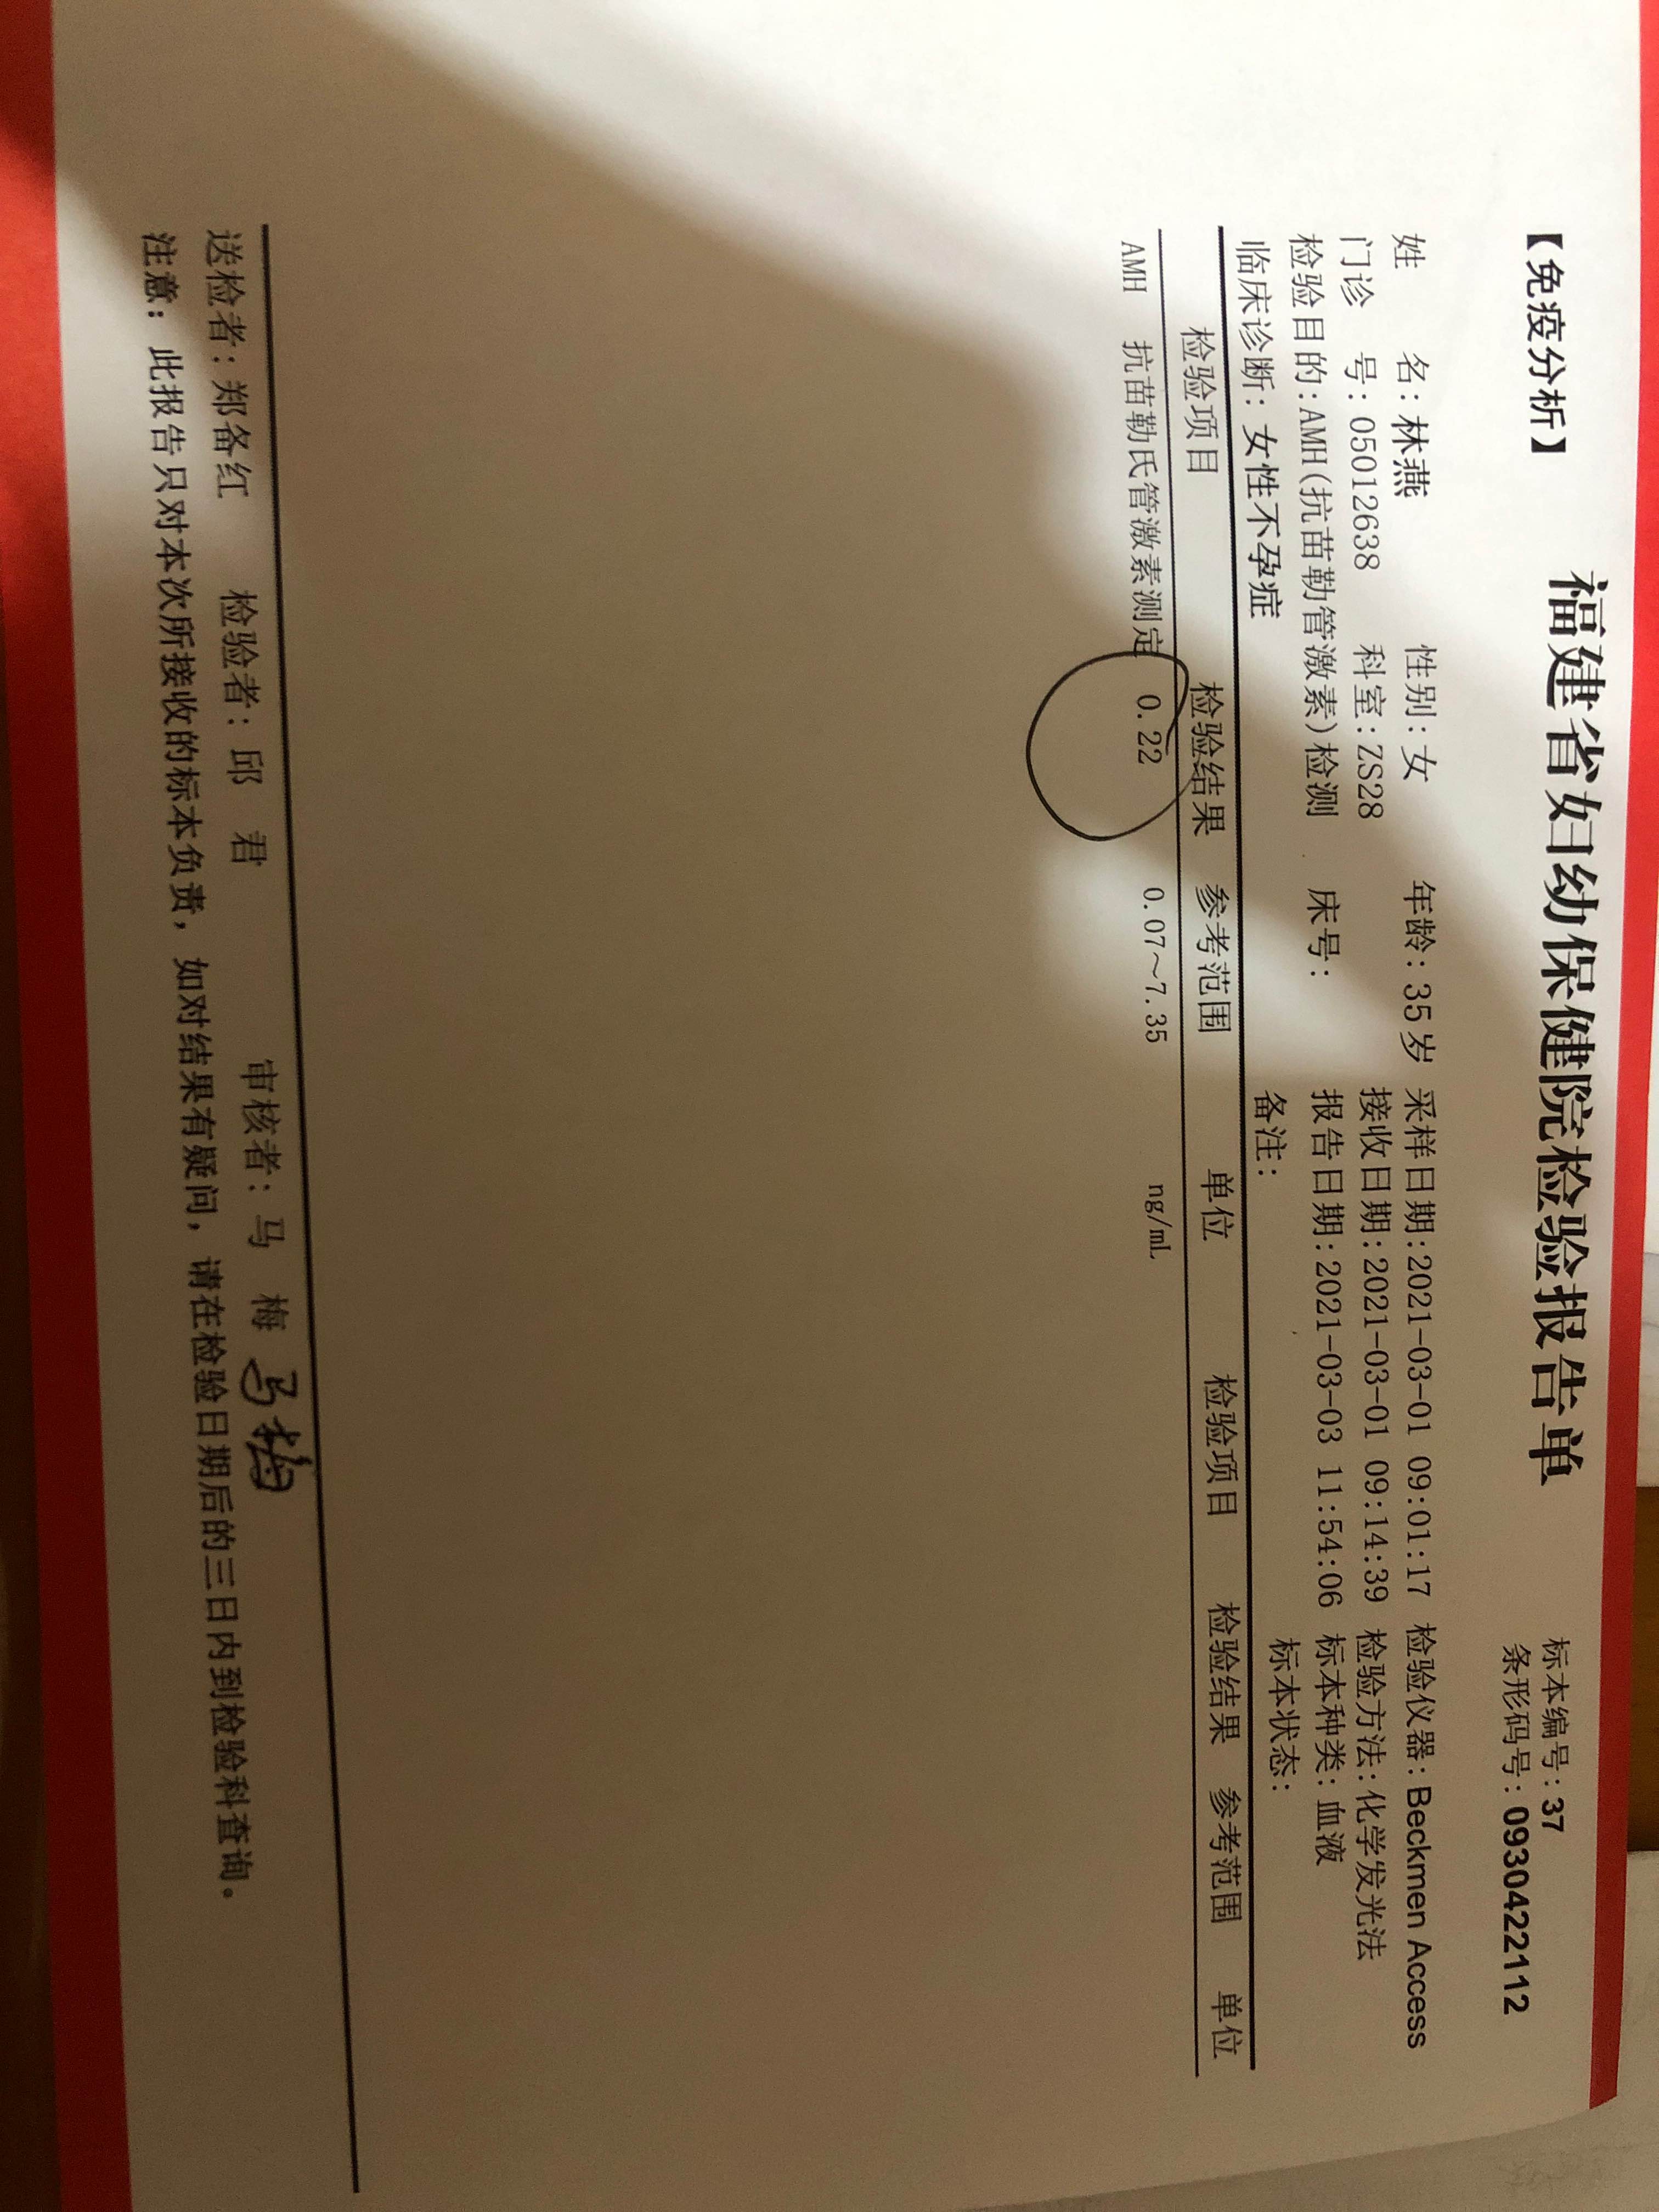 福建省妇幼保健院检验报告单
【免疫分析】
标本编号：37
条形码号：0930422112
姓 名：林燕 性别：女 年龄：35岁 采样日期：2021-03-01 09:01:17 检验仪器：Beckmen Access
门诊 号：05012638 科室：ZS28 接收日期：2021-03-01 09:14:39 检验方法：化学发光法
检验目的：AMH(抗苗勒管激素)检测 床号： 报告日期：2021-03-03 11:54:06 标本种类：血液
临床诊断：女性不孕症 备注： 标本状态：
检验项目 检验结果 参考范围 单位 检验项目 检验结果 参考范围 单位
AMH 抗苗勒氏管激素测定 0.22 0.07～7.35 ng/mL
送检者：郑备红 检验者：邱 君 审核者：马 梅 马梅
注意：此报告只对本次所接收的标本负责，如对结果有疑问，请在检验日期后的三日内到检验科查询。